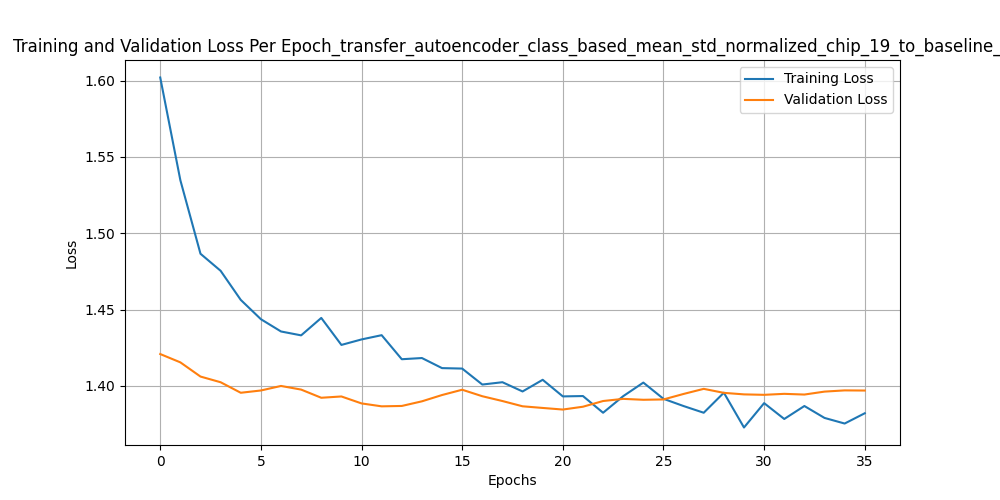 Training and Validation Loss Per Epoch_transfer_autoencoder_class_based_mean_std_normalized_chip_19_to_baseline_
Training Loss
Validation Loss
1.60
1.55
1.50
1.45
1.40
Loss
0 5 10 15 20 25 30 35
Epochs